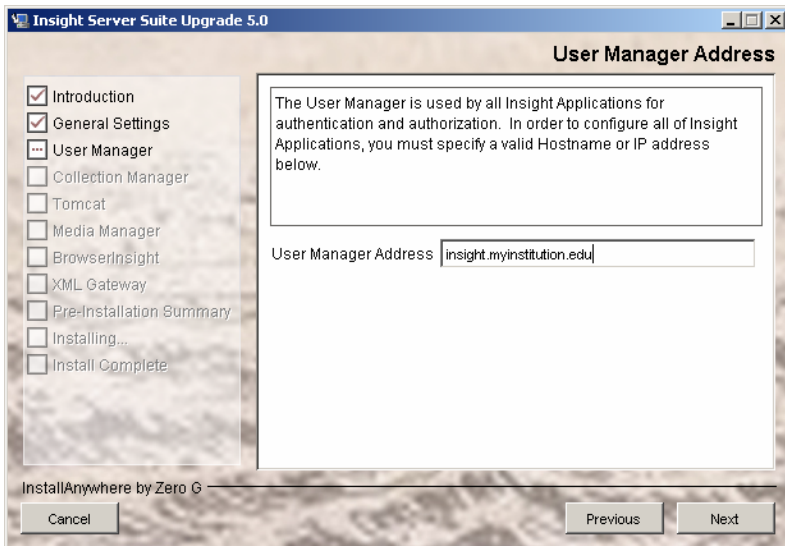 Insight Server Suite Upgrade 5.0
User Manager Address
Introduction
General Settings
User Manager
Collection Manager
Tomcat
Media Manager
BrowserInsight
XML Gateway
Pre-Installation Summary
Installing...
Install Complete
The User Manager is used by all Insight Applications for
authentication and authorization.  In order to configure all of Insight
Applications, you must specify a valid Hostname or IP address
below.
User Manager Address insight.myinstitution.edu
InstallAnywhere by Zero G
Cancel Previous Next